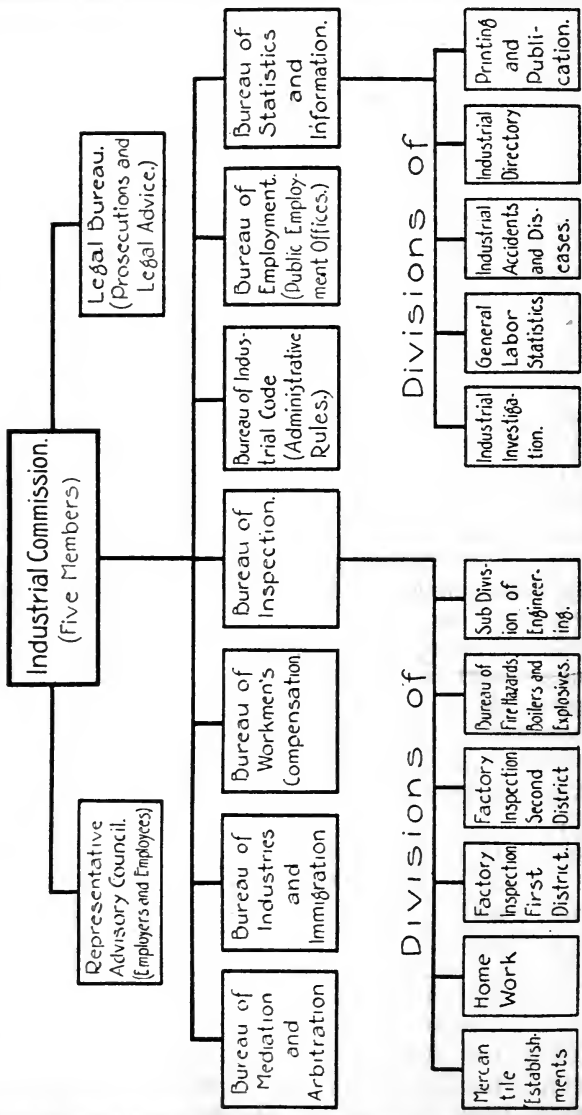 Industrial Commission.
(Five Members)
Representative
Advisory Council.
(Employers and Employees)
Legal Bureau.
(Prosecutions and
Legal Advice.)
Bureau of
Mediation
and
Arbitration
Bureau of
Industries
and
Immigration
Bureau of
Workmen's
Compensation
Bureau of
Inspection.
Bureau of Indus-
trial Code
(Administrative
Rules.)
Bureau of
Employment.
(Public Employ-
ment Offices.)
Bureau of
Statistics
and
Information.
Divisions of
Mercan
tile
Establish-
ments
Home
Work
Factory
Inspection
First
District.
Factory
Inspection
Second
District
Bureau of
Fire Hazards.
Boilers and
Explosives.
Sub Divis-
ion of
Engineer-
ing.
Divisions of
Industrial
Investiga-
tion.
General
Labor
Statistics
Industrial
Accidents
and Dis-
eases.
Industrial
Directory
Printing
and
Publi-
cation.